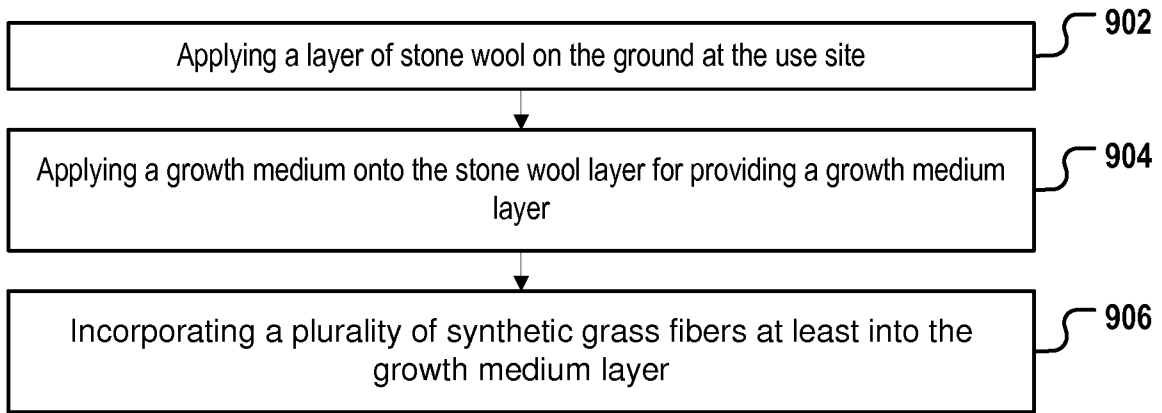 902
Applying a layer of stone wool on the ground at the use site
904
Applying a growth medium onto the stone wool layer for providing a growth medium
layer
906
Incorporating a plurality of synthetic grass fibers at least into the
growth medium layer